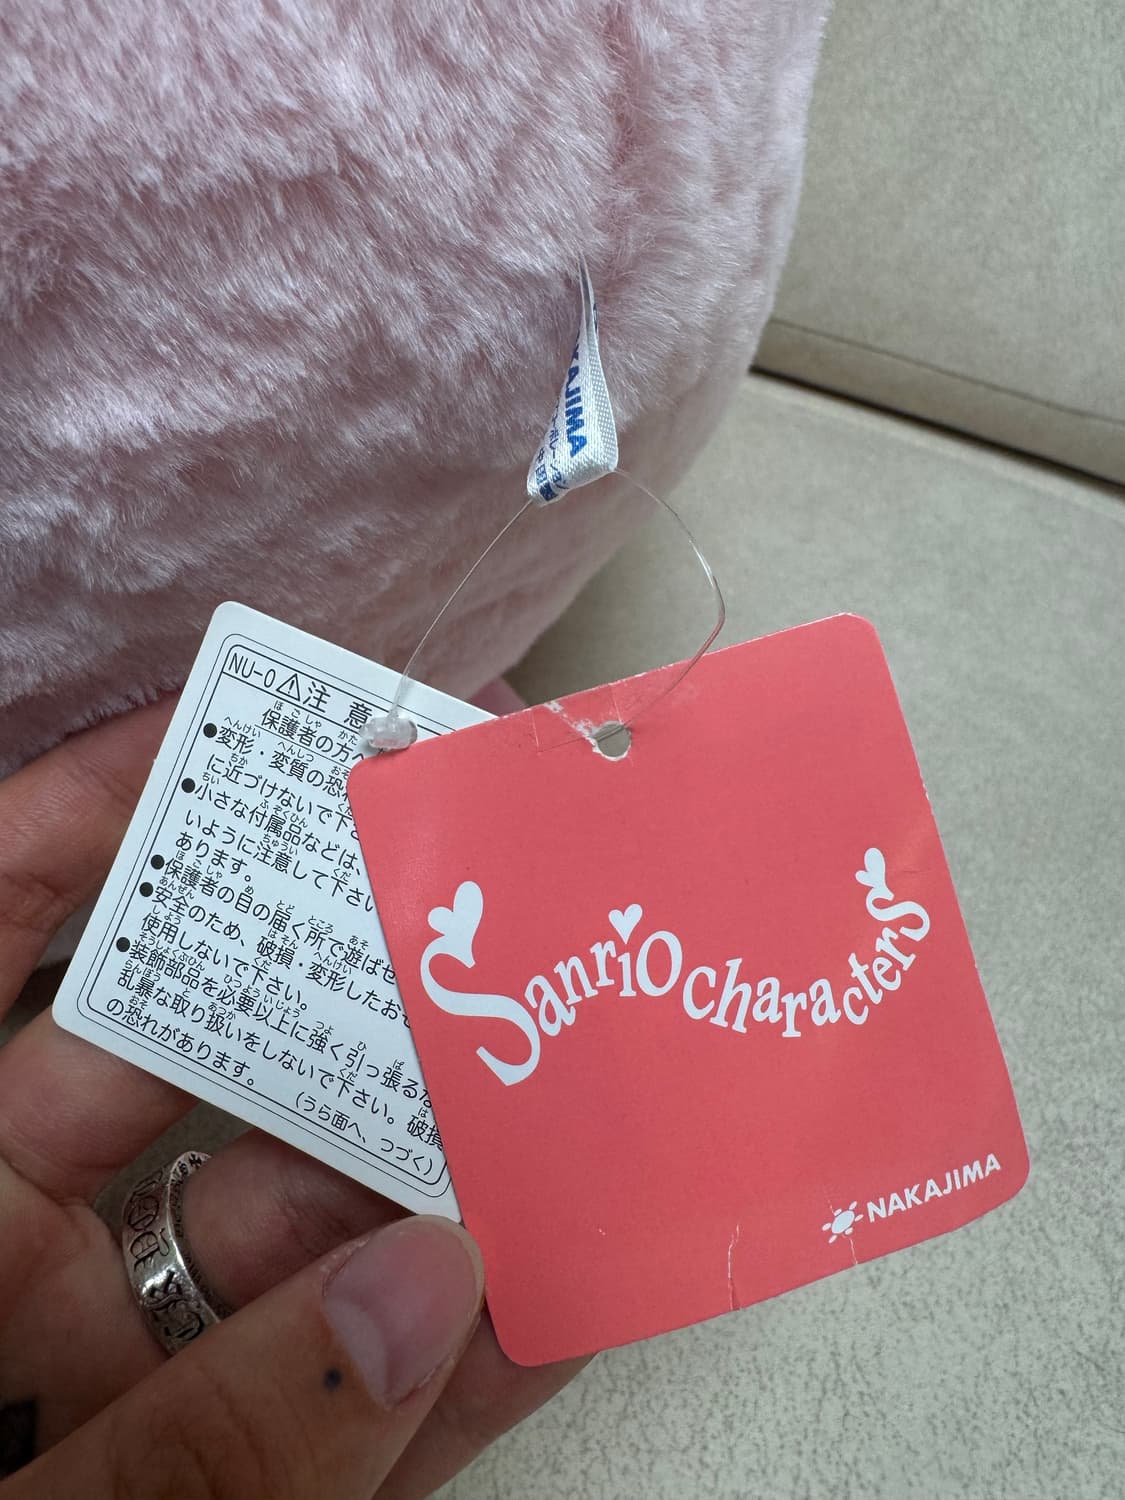 KAJIMA
NU-0 ⚠注意
保護者の方へ
●変形・変質の恐
に近づけないで下さ
●小さな付属品などは、
いように注意して下さい
あります。
●保護者の目の届く所で遊ばせ
●安全のため、破損・変形したおも
使用しないで下さい。
●装飾部品を必要以上に強く引っ張るな
乱暴な取り扱いをしないで下さい。破損
の恐れがあります。
(うら面へ、つづく)
Sanrio characters
NAKAJIMA